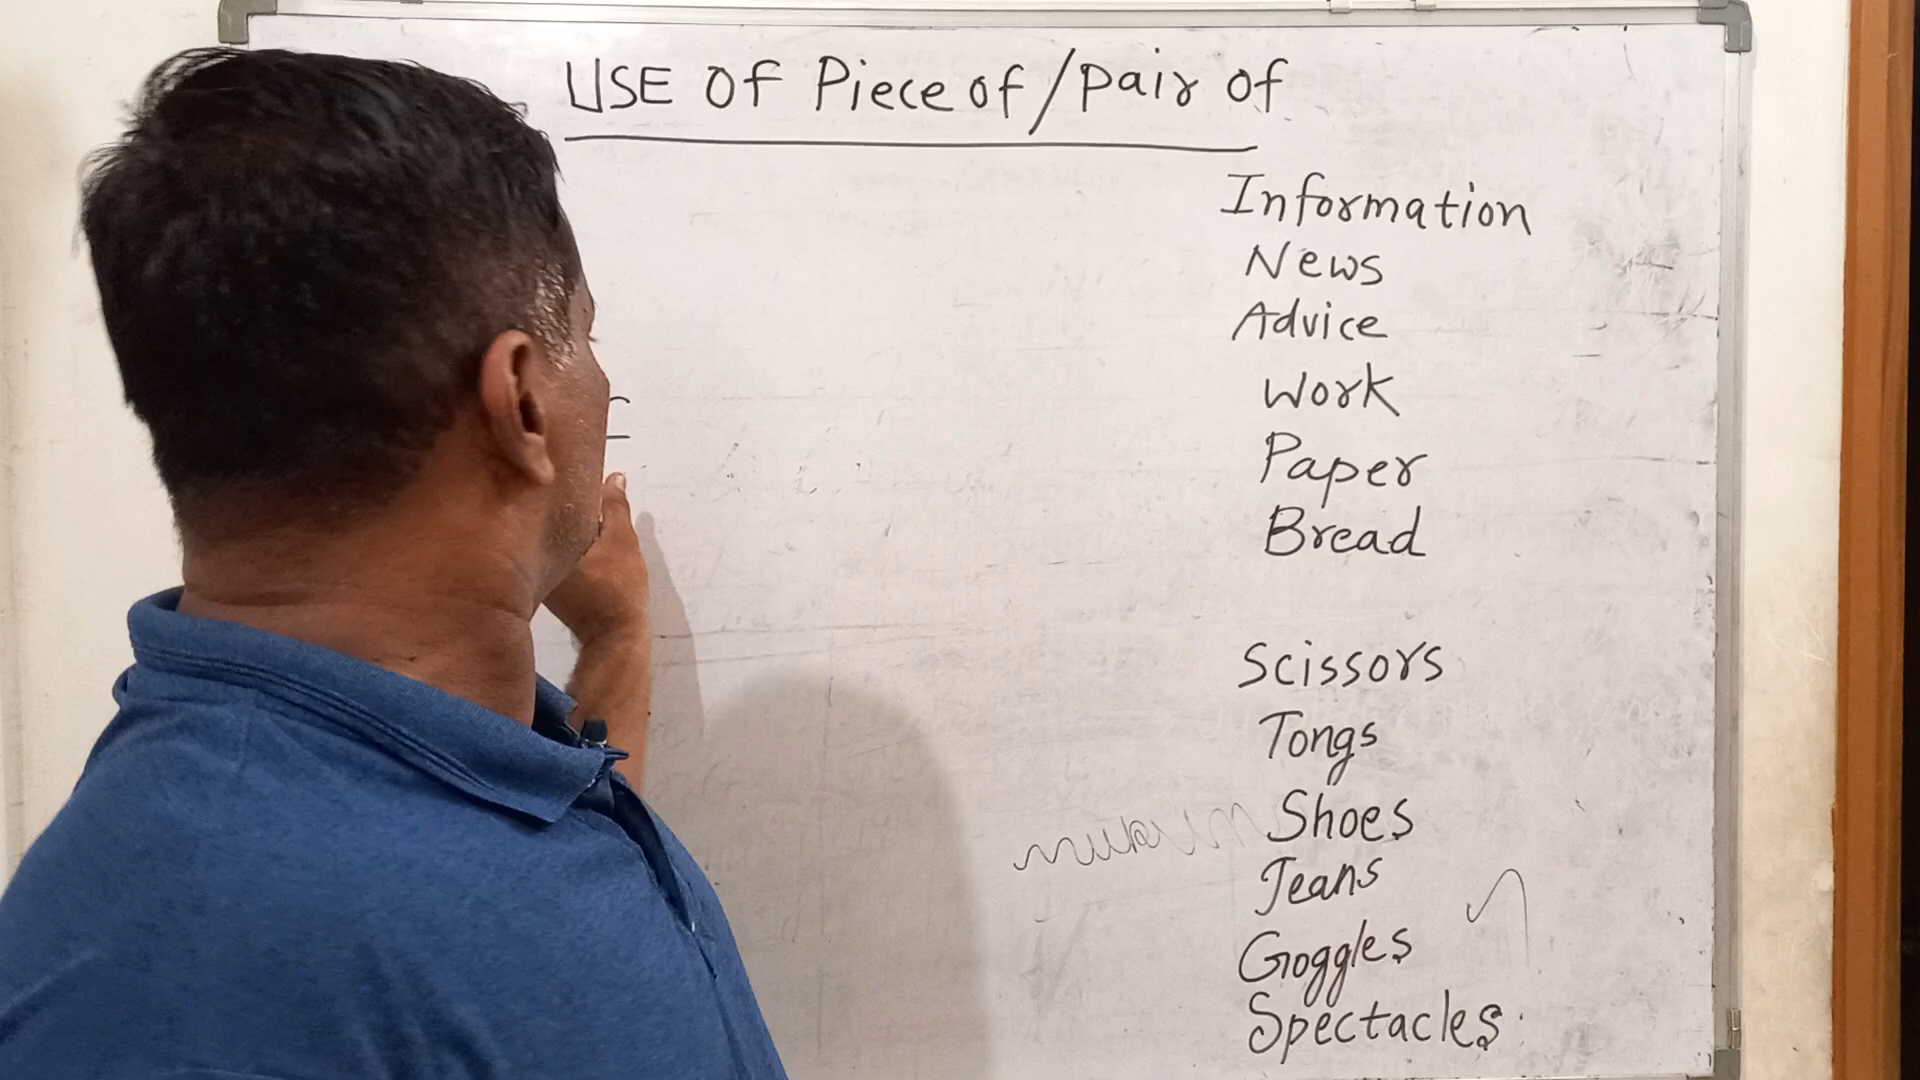 USE Of Piece of/pair of
Information
News
Advice
Work
Paper
Bread
Scissors
Tongs
Shoes
Jeans
Goggles
Spectacles